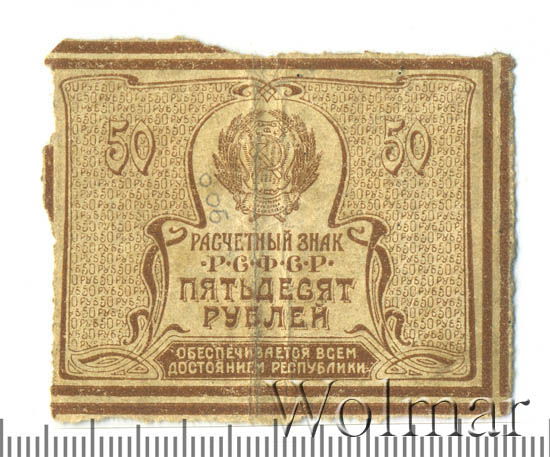 50 50
РАСЧЕТНЫЙ ЗНАК
·Р·С·Ф·С·Р·
ПЯТЬДЕСЯТ
РУБЛЕЙ
ОБЕСПЕЧИВАЕТСЯ ВСЕМ
ДОСТОЯНИЕМ РЕСПУБЛИКИ
Wolmar